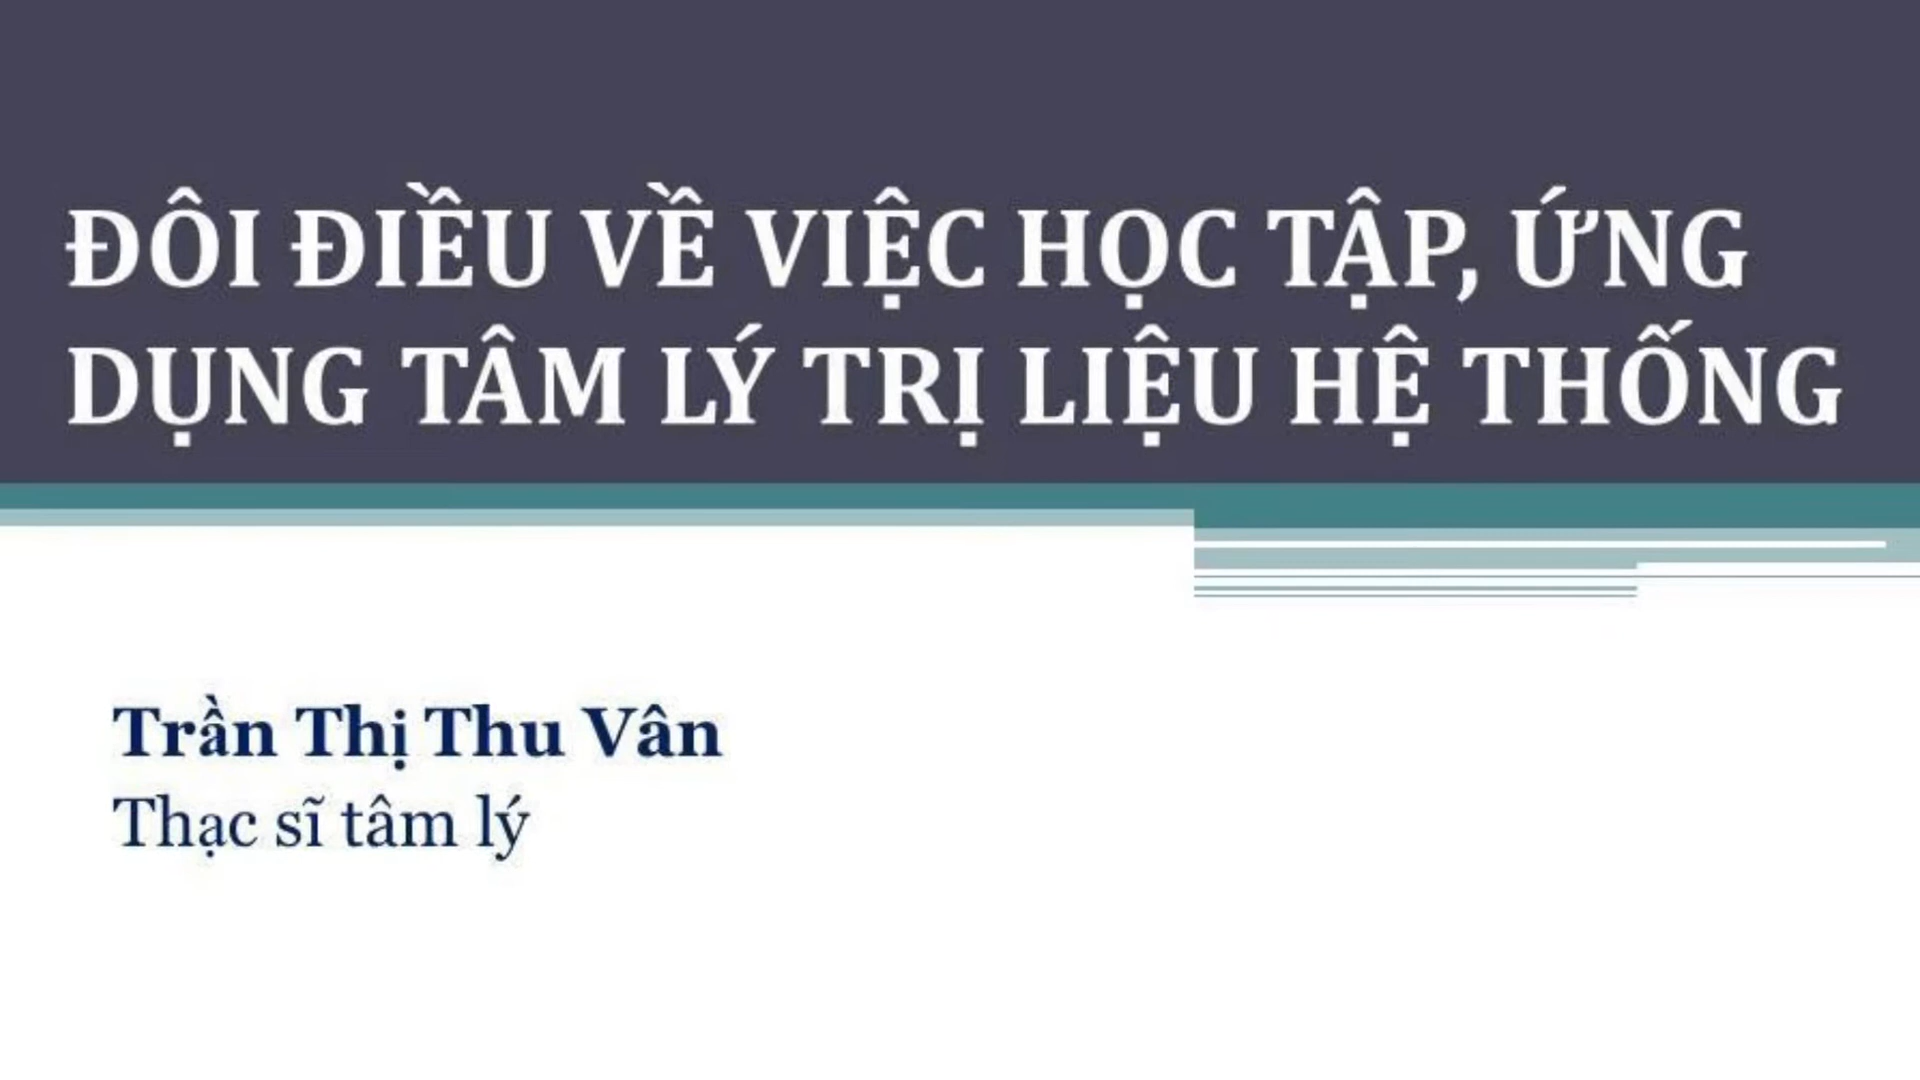 ĐÔI ĐIỀU VỀ VIỆC HỌC TẬP, ỨNG
DỤNG TÂM LÝ TRỊ LIỆU HỆ THỐNG
Trần Thị Thu Vân
Thạc sĩ tâm lý